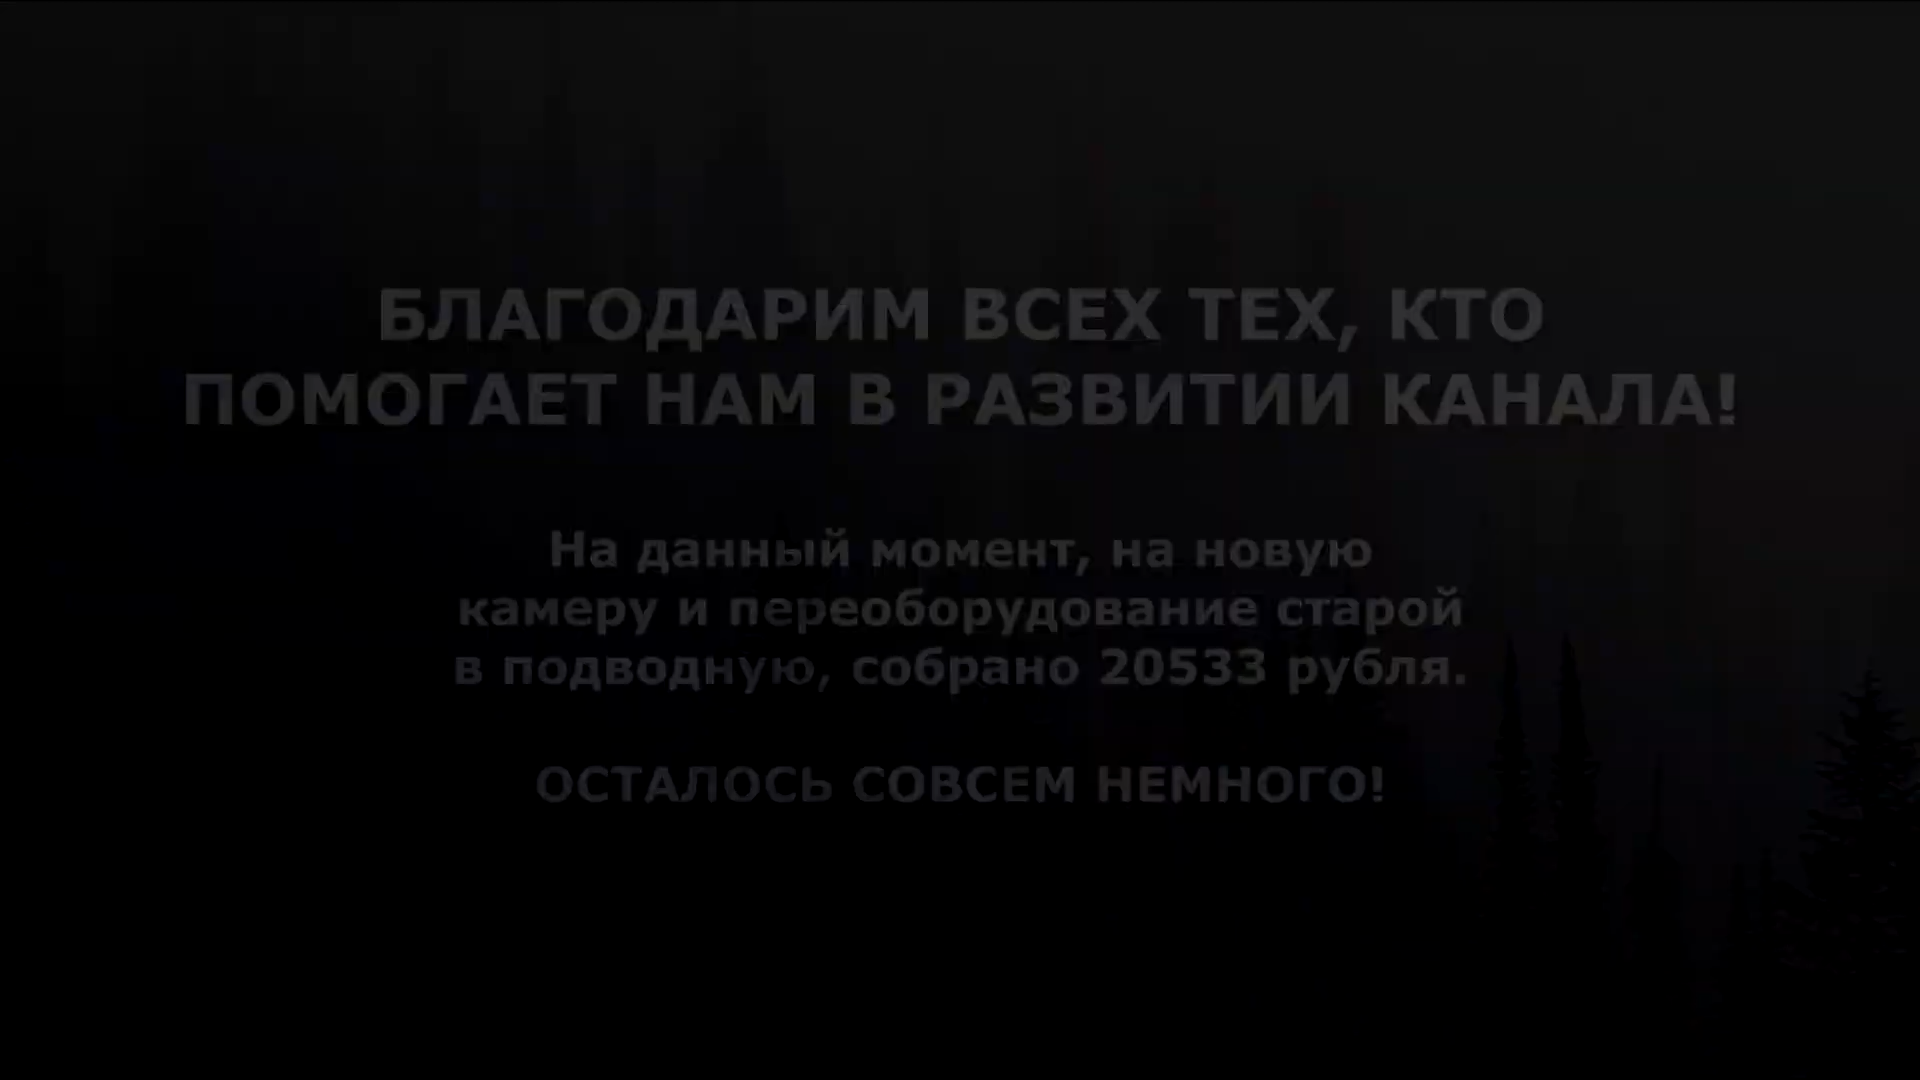 БЛАГОДАРИМ ВСЕХ ТЕХ, КТО
ПОМОГАЕТ НАМ В РАЗВИТИИ КАНАЛА!
На данный момент, на новую
камеру и переоборудование старой
в подводную, собрано 20533 рубля.
ОСТАЛОСЬ СОВСЕМ НЕМНОГО!